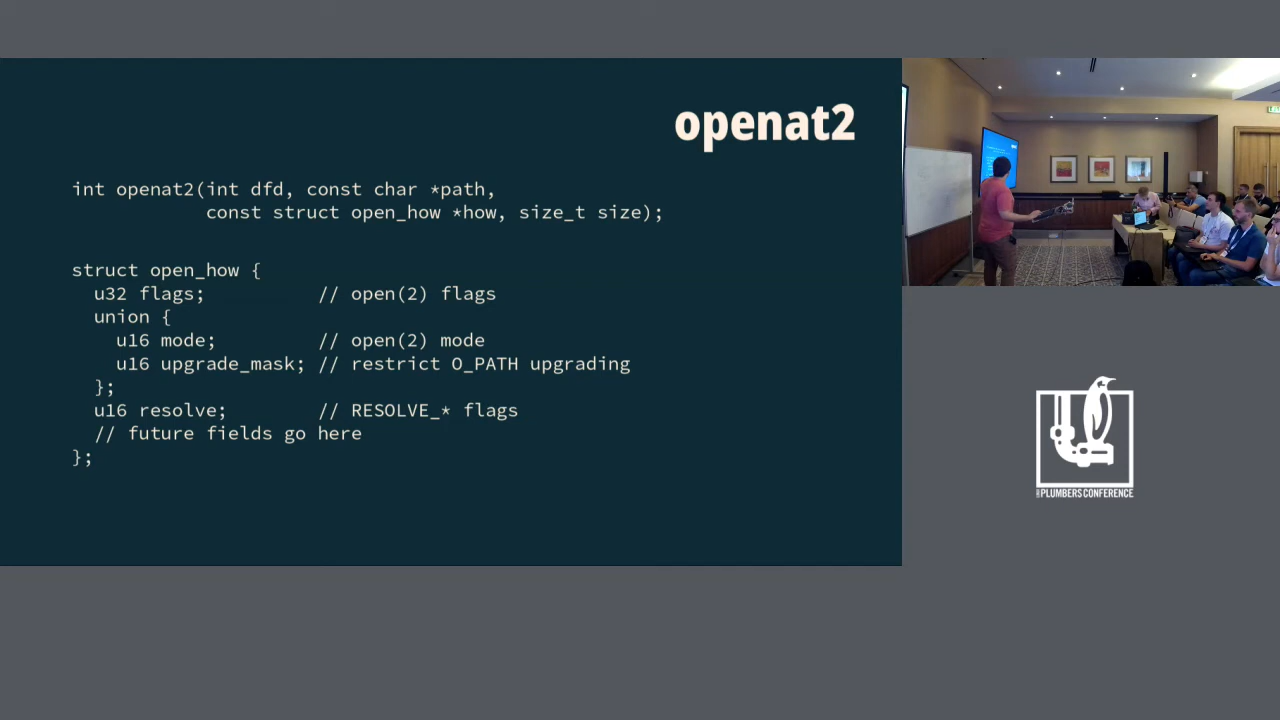 openat2
int openat2(int dfd, const char *path,
const struct open_how *how, size_t size);
struct open_how {
u32 flags; // open(2) flags
union {
u16 mode; // open(2) mode
u16 upgrade_mask; // restrict O_PATH upgrading
};
u16 resolve; // RESOLVE_* flags
// future fields go here
};
PLUMBERS CONFERENCE